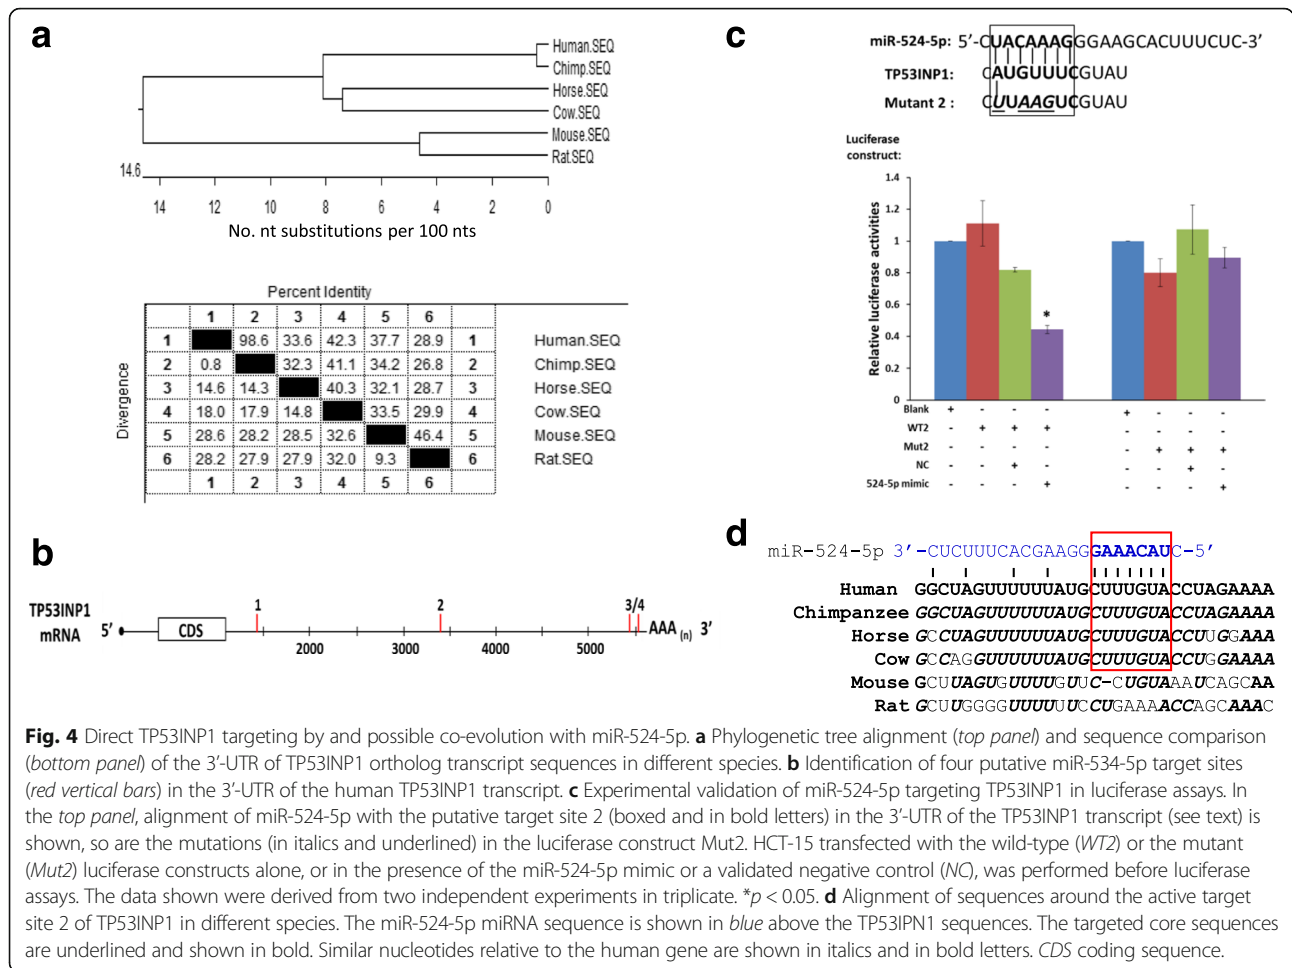 a
Human.SEQ
Chimp.SEQ
Horse.SEQ
Cow.SEQ
Mouse.SEQ
Rat.SEQ
14.6
14 12 10 8 6 4 2 0
No. nt substitutions per 100 nts
Percent Identity
Divergence
1 2 3 4 5 6
1 98.6 33.6 42.3 37.7 28.9 1 Human.SEQ
2 0.8 32.3 41.1 34.2 26.8 2 Chimp.SEQ
3 14.6 14.3 40.3 32.1 28.7 3 Horse.SEQ
4 18.0 17.9 14.8 33.5 29.9 4 Cow.SEQ
5 28.6 28.2 28.5 32.6 46.4 5 Mouse.SEQ
6 28.2 27.9 27.9 32.0 9.3 6 Rat.SEQ
1 2 3 4 5 6
b
TP53INP1 mRNA
5’ CDS 1 2 3/4 AAA (n) 3’
2000 3000 4000 5000
c
miR-524-5p: 5’-CUACAAAGGGAAGCACUUUCUC-3’
TP53INP1: CAUGUUUCGUAU
Mutant 2 : CUUAAGUCGUAU
Luciferase construct:
Relative luciferase activities
1.4
1.2
1
0.8
0.6
0.4
0.2
0
*
Blank + - - - + - - -
WT2 - + + + - - - -
Mut2 - - - - - + + +
NC - - + - - - + -
524-5p mimic - - - + - - - +
d
miR-524-5p 3’-CUCUUUCACGAAGGGAAACAUC-5’
Human GGCUAGUUUUUUAUGCUUUGUACCUAGAAAA
Chimpanzee GGCUAGUUUUUUAUGCUUUGUACCUAGAAAA
Horse GCCUAGUUUUUUAUGCUUUGUACCUUGGAAA
Cow GCCAGGUUUUUUAUGCUUUGUACCUGGAAAA
Mouse GCUUAGUGUUUUGUUC-CUGUAAAUCAGCAA
Rat GCUUGGGGUUUUUUCCUGAAAACCAGCAAAC
Fig. 4 Direct TP53INP1 targeting by and possible co-evolution with miR-524-5p. a Phylogenetic tree alignment (top panel) and sequence comparison
(bottom panel) of the 3’-UTR of TP53INP1 ortholog transcript sequences in different species. b Identification of four putative miR-534-5p target sites
(red vertical bars) in the 3’-UTR of the human TP53INP1 transcript. c Experimental validation of miR-524-5p targeting TP53INP1 in luciferase assays. In
the top panel, alignment of miR-524-5p with the putative target site 2 (boxed and in bold letters) in the 3’-UTR of the TP53INP1 transcript (see text) is
shown, so are the mutations (in italics and underlined) in the luciferase construct Mut2. HCT-15 transfected with the wild-type (WT2) or the mutant
(Mut2) luciferase constructs alone, or in the presence of the miR-524-5p mimic or a validated negative control (NC), was performed before luciferase
assays. The data shown were derived from two independent experiments in triplicate. *p < 0.05. d Alignment of sequences around the active target
site 2 of TP53INP1 in different species. The miR-524-5p miRNA sequence is shown in blue above the TP53IPN1 sequences. The targeted core sequences
are underlined and shown in bold. Similar nucleotides relative to the human gene are shown in italics and in bold letters. CDS coding sequence.